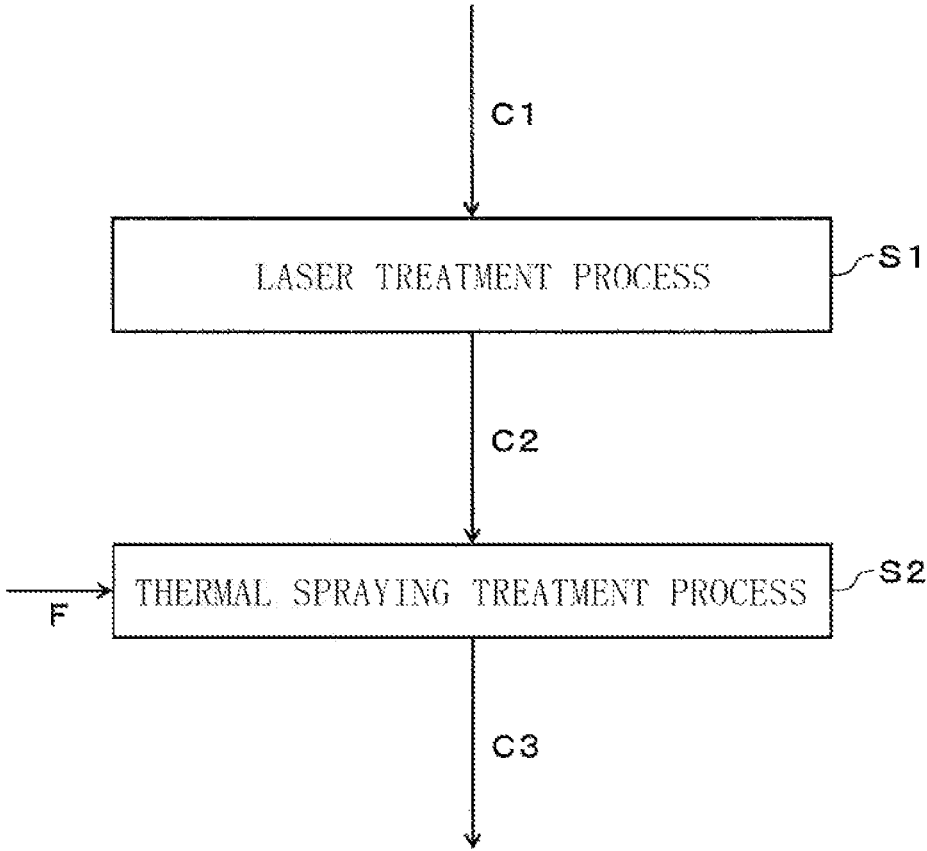 C1
LASER TREATMENT PROCESS
S1
C2
THERMAL SPRAYING TREATMENT PROCESS
S2
F
C3